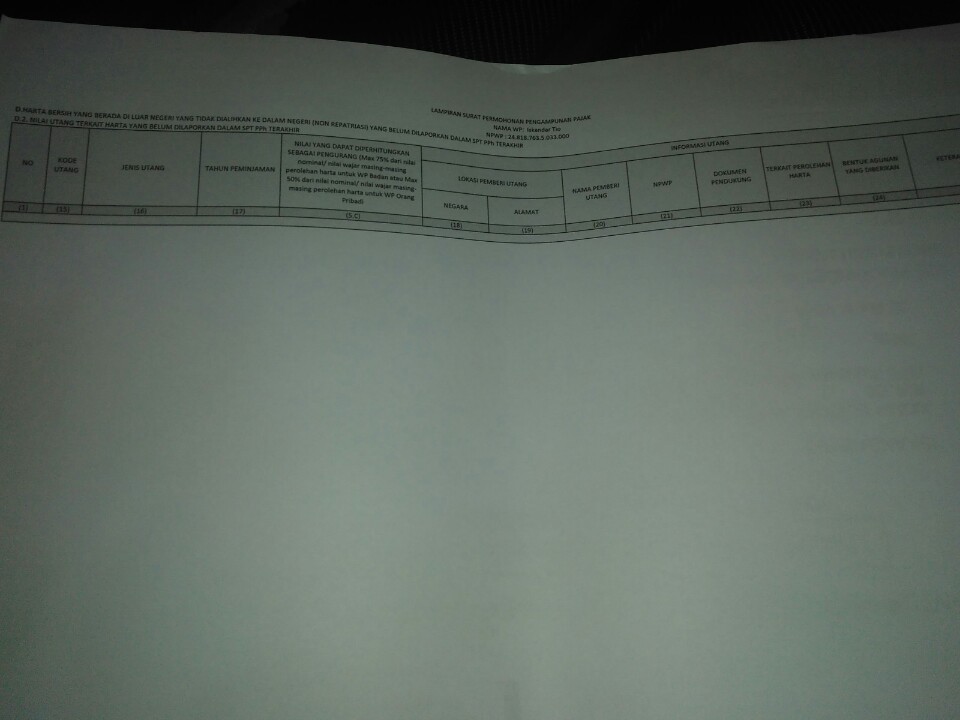 LAMPIRAN SURAT PERMOHONAN PENGAMPUNAN PAJAK
NAMA WP: Iskandar Tio
NPWP : 24.818.763.5.033.000
D.HARTA BERSIH YANG BERADA DI LUAR NEGERI YANG TIDAK DIALIHKAN KE DALAM NEGERI (NON REPATRIASI) YANG BELUM DILAPORKAN DALAM SPT PPh TERAKHIR
D.2. NILAI UTANG TERKAIT HARTA YANG BELUM DILAPORKAN DALAM SPT PPh TERAKHIR
NO
KODE
UTANG
JENIS UTANG
TAHUN PEMINJAMAN
NILAI YANG DAPAT DIPERHITUNGKAN
SEBAGAI PENGURANG (Max 75% dari nilai
nominal/ nilai wajar masing-masing
perolehan harta untuk WP Badan atau Max
50% dari nilai nominal/ nilai wajar masing-
masing perolehan harta untuk WP Orang
Pribadi
INFORMASI UTANG
LOKASI PEMBERI UTANG
NEGARA
ALAMAT
NAMA PEMBERI
UTANG
NPWP
DOKUMEN
PENDUKUNG
TERKAIT PEROLEHAN
HARTA
BENTUK AGUNAN
YANG DIBERIKAN
KETERA
(1) (15) (16) (17) (5.C) (18) (19) (20) (21) (22) (23) (24)